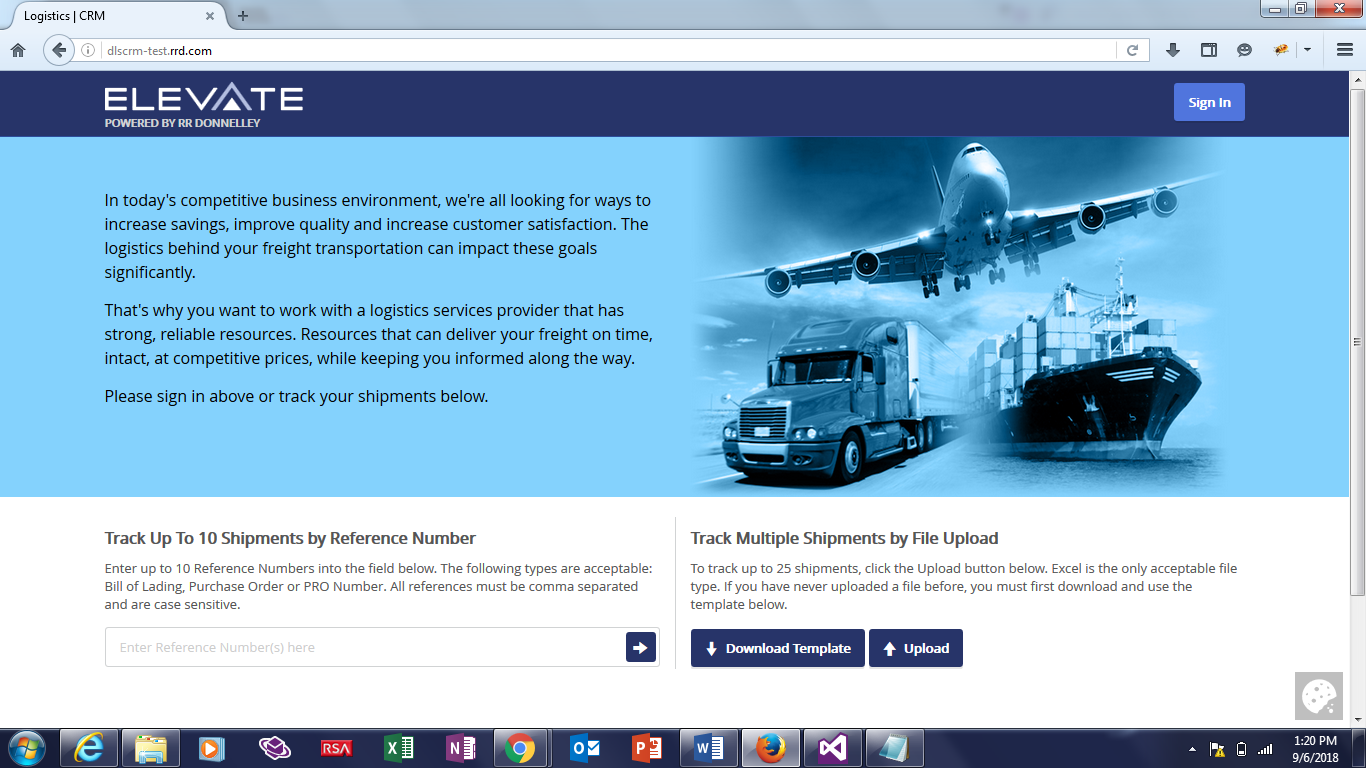 Logistics | CRM
dlscrm-test.rrd.com
ELEVATE
POWERED BY RR DONNELLEY
Sign In
In today's competitive business environment, we're all looking for ways to
increase savings, improve quality and increase customer satisfaction. The
logistics behind your freight transportation can impact these goals
significantly.
That's why you want to work with a logistics services provider that has
strong, reliable resources. Resources that can deliver your freight on time,
intact, at competitive prices, while keeping you informed along the way.
Please sign in above or track your shipments below.
Track Up To 10 Shipments by Reference Number
Enter up to 10 Reference Numbers into the field below. The following types are acceptable:
Bill of Lading, Purchase Order or PRO Number. All references must be comma separated
and are case sensitive.
Enter Reference Number(s) here
Track Multiple Shipments by File Upload
To track up to 25 shipments, click the Upload button below. Excel is the only acceptable file
type. If you have never uploaded a file before, you must first download and use the
template below.
Download Template
Upload
RSA
1:20 PM
9/6/2018